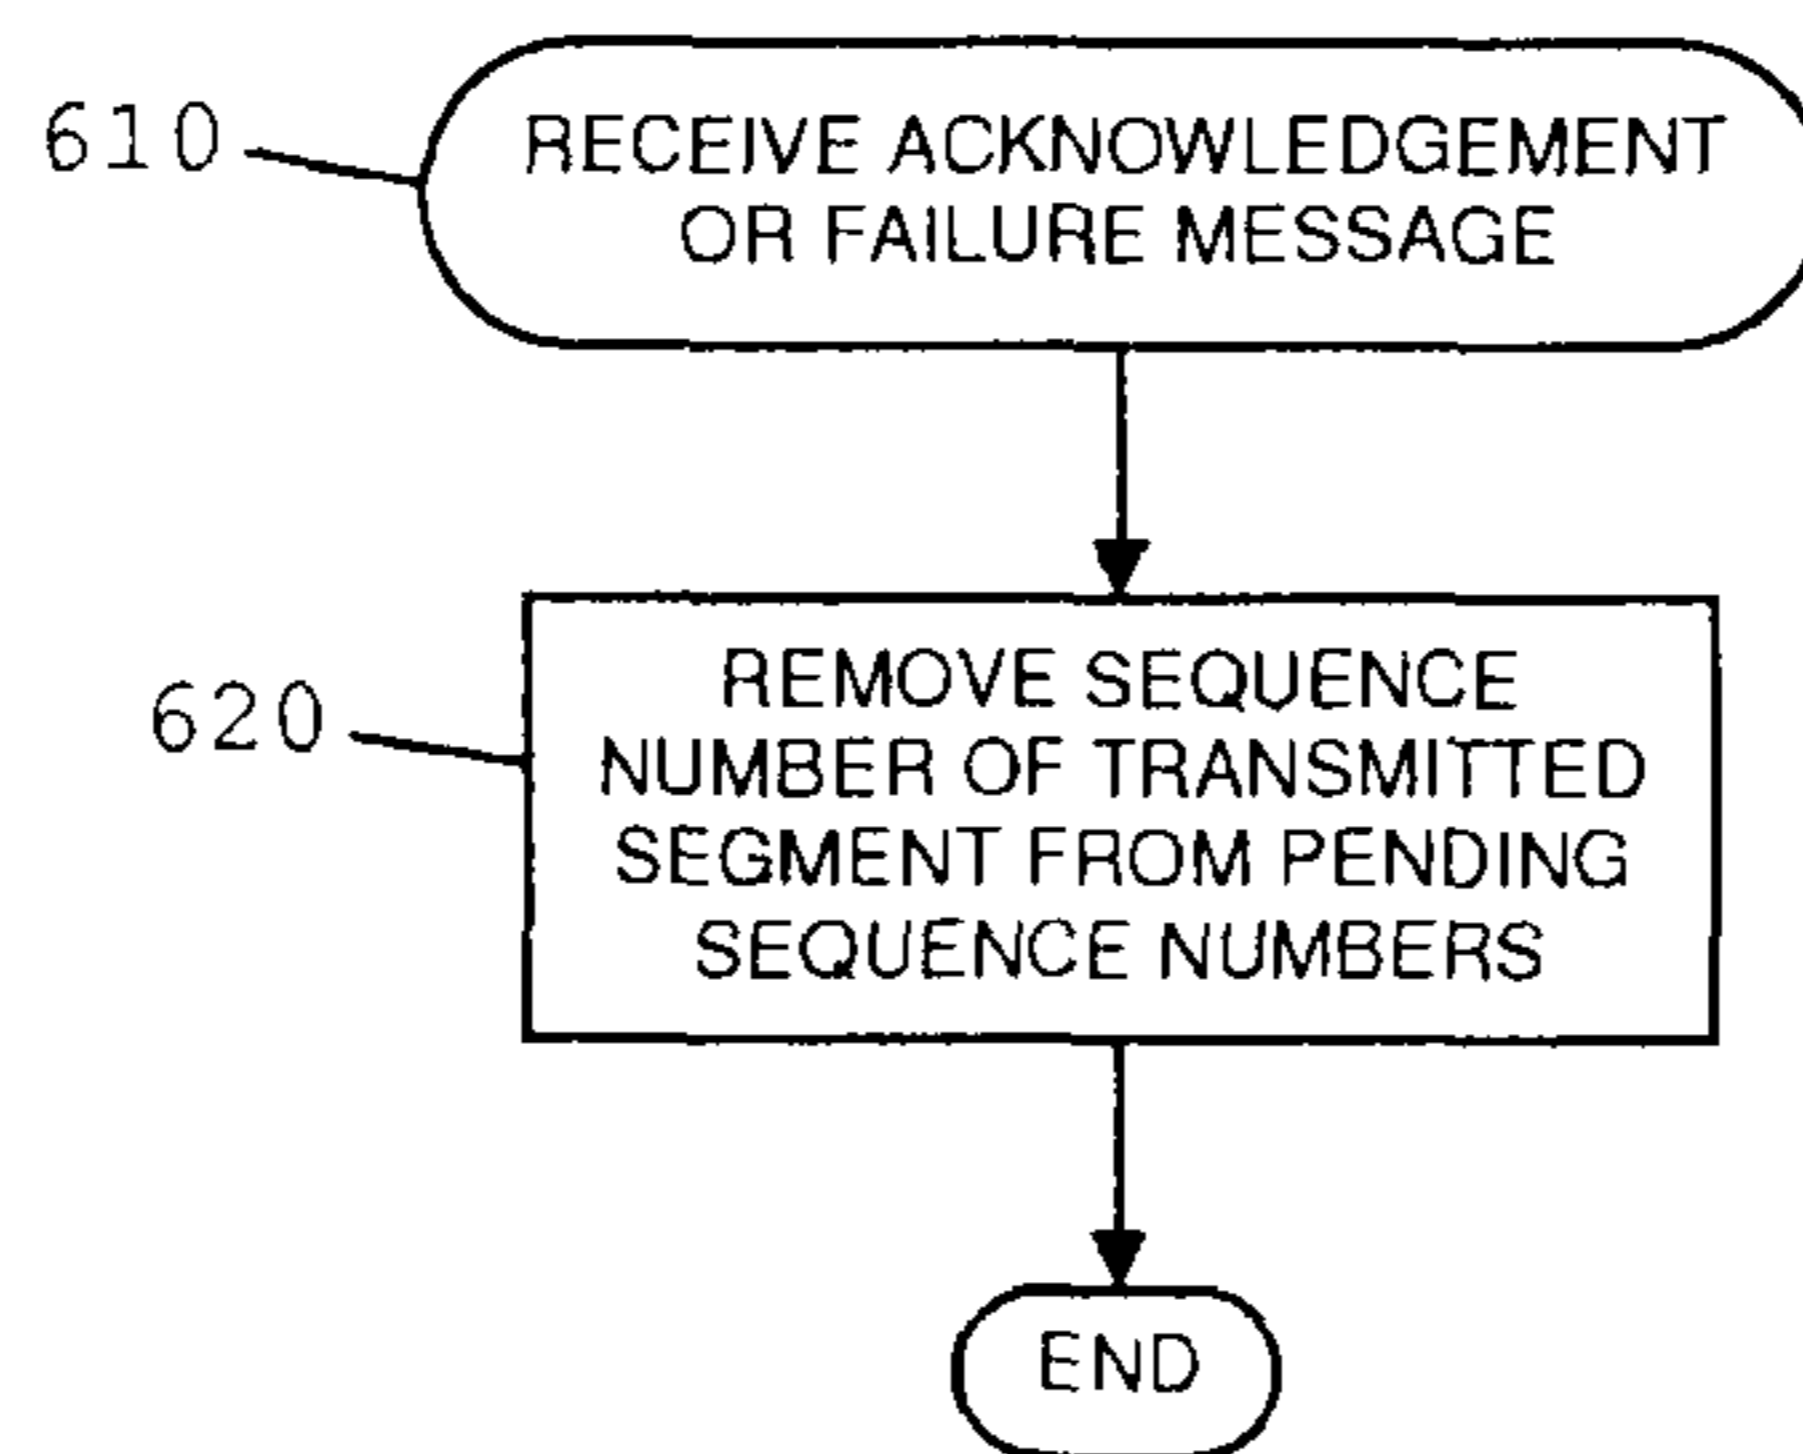 610
RECEIVE ACKNOWLEDGEMENT
OR FAILURE MESSAGE
620
REMOVE SEQUENCE
NUMBER OF TRANSMITTED
SEGMENT FROM PENDING
SEQUENCE NUMBERS
END